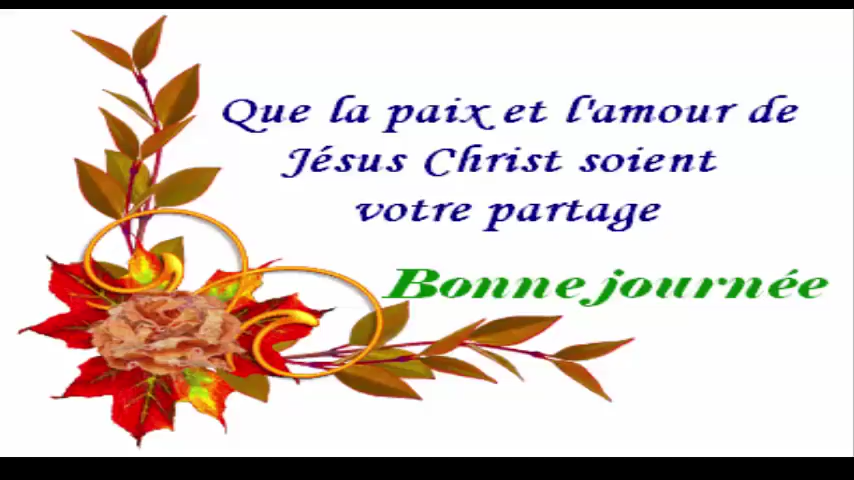 Que la paix et l'amour de
Jésus Christ soient
votre partage
Bonne journée